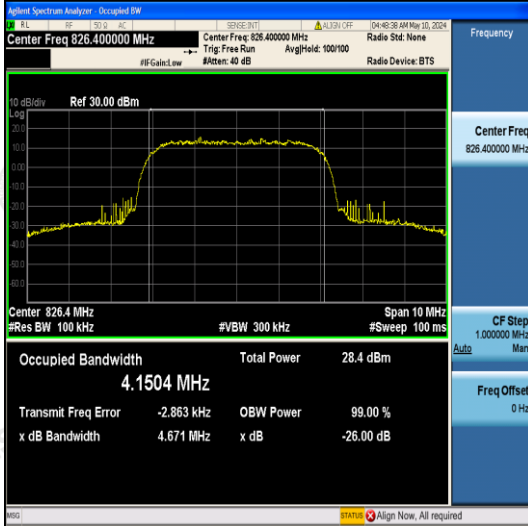 Agilent Spectrum Analyzer - Occupied BW
RL RF 50 Ω AC SENSE:INT ALIGN OFF 04:48:38 AM May 10, 2024
Center Freq 826.400000 MHz
Center Freq: 826.400000 MHz Radio Std: None
Trig: Free Run Avg|Hold: 100/100
#IFGain:Low #Atten: 40 dB Radio Device: BTS
Frequency
10 dB/div Ref 30.00 dBm
Log
20.0
10.0
0.00
-10.0
-20.0
-30.0
-40.0
-50.0
-60.0
Center 826.4 MHz Span 10 MHz
#Res BW 100 kHz #VBW 300 kHz #Sweep 100 ms
Center Freq
826.400000 MHz
CF Step
1.000000 MHz
Auto Man
Freq Offset
0 Hz
Occupied Bandwidth Total Power 28.4 dBm
4.1504 MHz
Transmit Freq Error -2.863 kHz OBW Power 99.00 %
x dB Bandwidth 4.671 MHz x dB -26.00 dB
MSG STATUS Align Now, All required